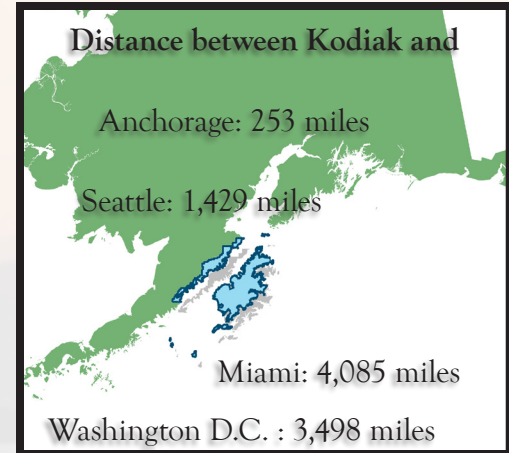 Distance between Kodiak and
Anchorage: 253 miles
Seattle: 1,429 miles
Miami: 4,085 miles
Washington D.C. : 3,498 miles